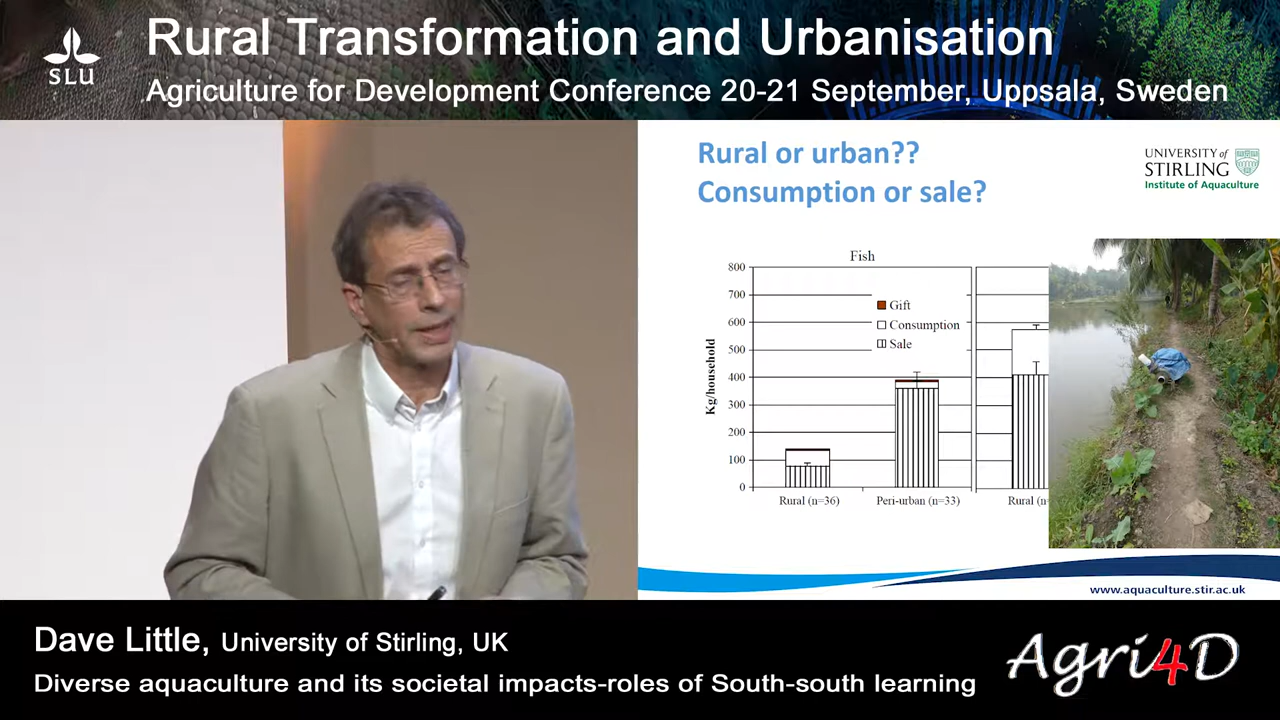 SLU
Rural Transformation and Urbanisation
Agriculture for Development Conference 20-21 September, Uppsala, Sweden
Rural or urban??
Consumption or sale?
UNIVERSITY of
STIRLING
Institute of Aquaculture
Fish
800
700
600
500
400
300
200
100
0
Kg/household
Gift
Consumption
Sale
Rural (n=36)
Peri-urban (n=33)
Rural (n=
www.aquaculture.stir.ac.uk
Dave Little, University of Stirling, UK
Diverse aquaculture and its societal impacts-roles of South-south learning
Agri4D